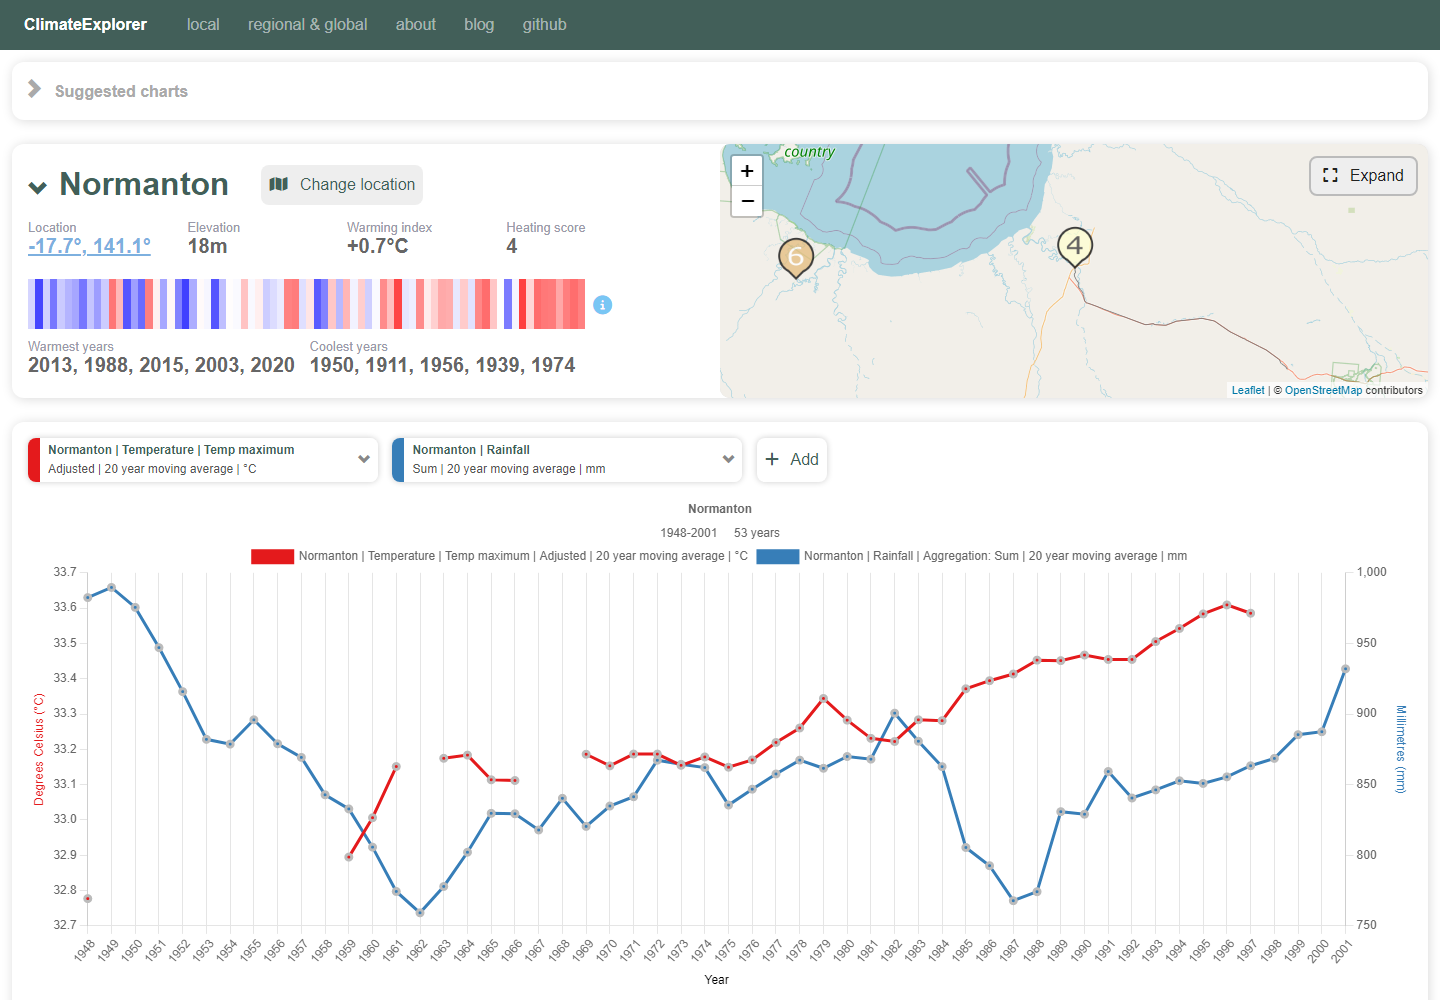 ClimateExplorer local regional & global about blog github
Suggested charts
Normanton Change location
Location Elevation Warming index Heating score
-17.7°, 141.1° 18m +0.7°C 4
Warmest years Coolest years
2013, 1988, 2015, 2003, 2020 1950, 1911, 1956, 1939, 1974
country
+
−
Expand
6
4
Leaflet | © OpenStreetMap contributors
Normanton | Temperature | Temp maximum
Adjusted | 20 year moving average | °C
Normanton | Rainfall
Sum | 20 year moving average | mm
+ Add
Normanton
1948-2001 53 years
Normanton | Temperature | Temp maximum | Adjusted | 20 year moving average | °C Normanton | Rainfall | Aggregation: Sum | 20 year moving average | mm
Degrees Celsius (°C)
33.7
33.6
33.5
33.4
33.3
33.2
33.1
33.0
32.9
32.8
32.7
1,000
950
900
850
800
750
Millimetres (mm)
1948 1949 1950 1951 1952 1953 1954 1955 1956 1957 1958 1959 1960 1961 1962 1963 1964 1965 1966 1967 1968 1969 1970 1971 1972 1973 1974 1975 1976 1977 1978 1979 1980 1981 1982 1983 1984 1985 1986 1987 1988 1989 1990 1991 1992 1993 1994 1995 1996 1997 1998 1999 2000 2001
Year